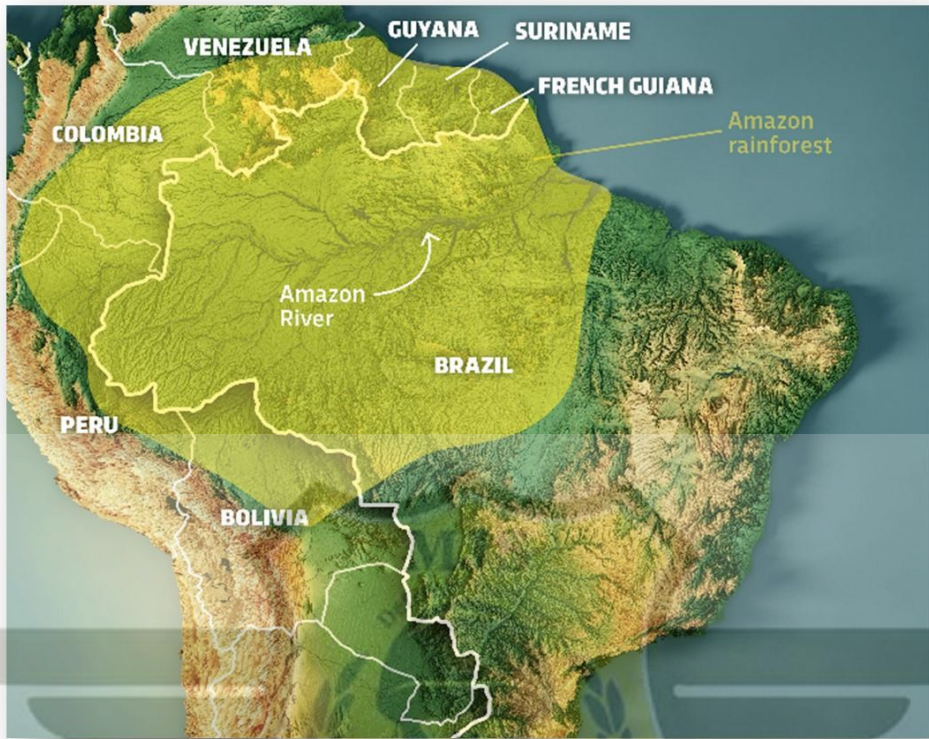 GUYANA
SURINAME
VENEZUELA
FRENCH GUIANA
COLOMBIA
Amazon
rainforest
Amazon
River
BRAZIL
PERU
BOLIVIA